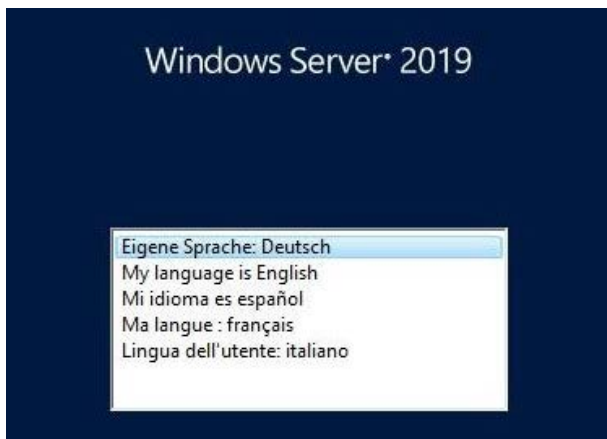 Windows Server® 2019
Eigene Sprache: Deutsch
My language is English
Mi idioma es español
Ma langue : français
Lingua dell'utente: italiano